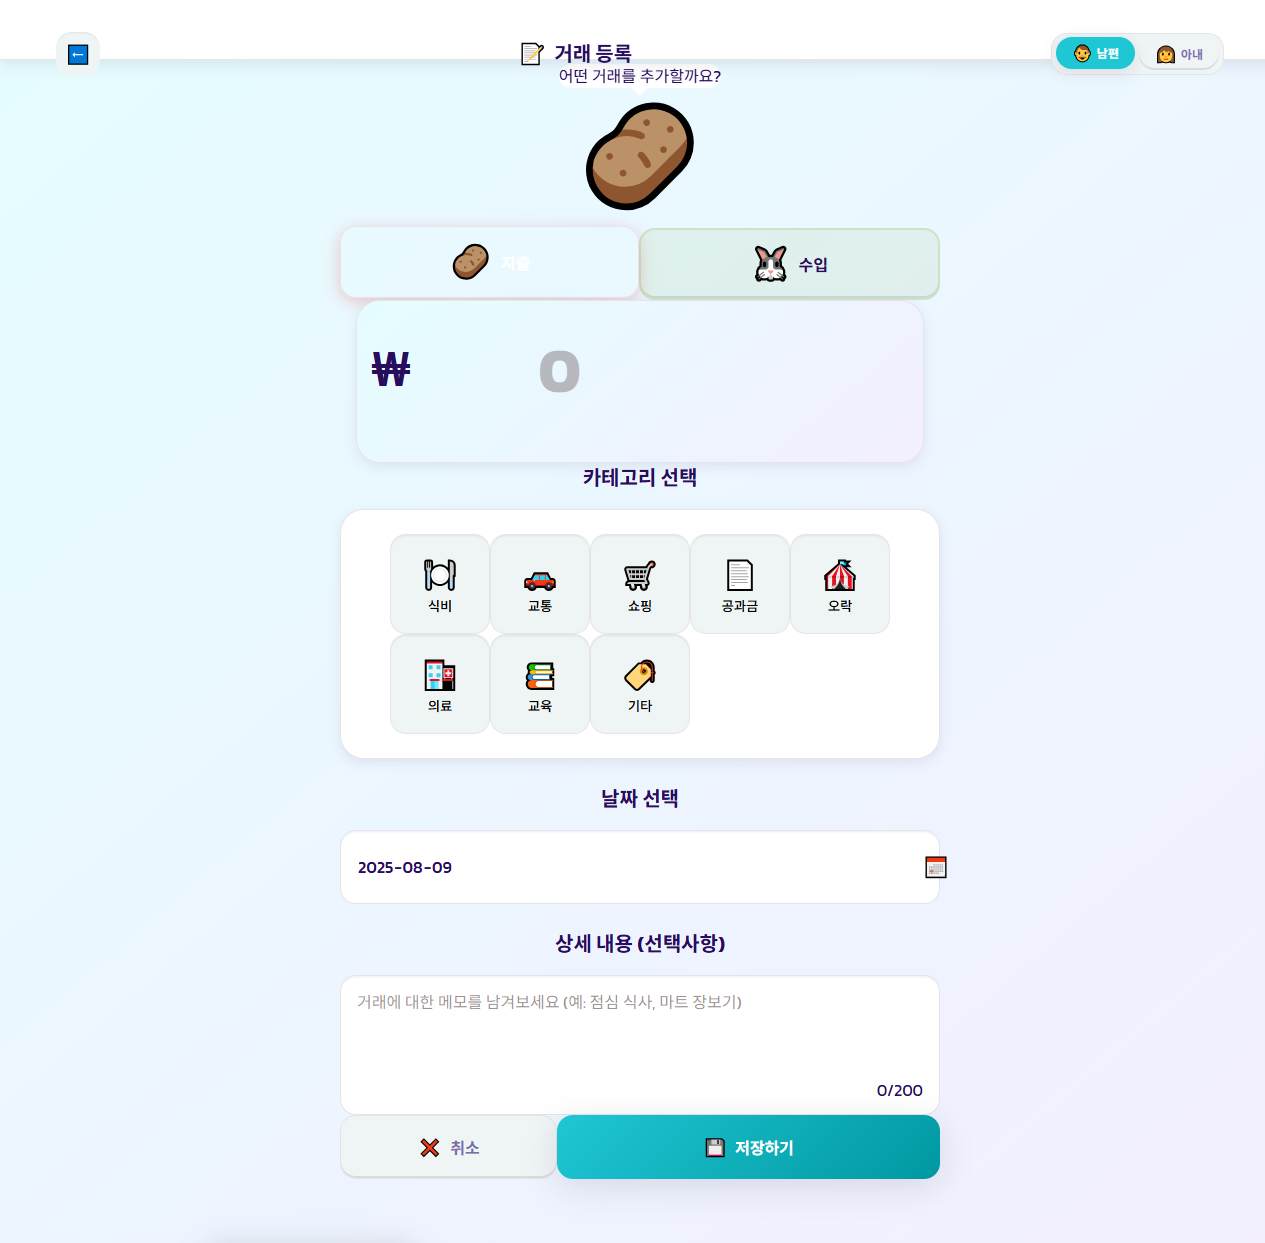 거래 등록
남편
아내
어떤 거래를 추가할까요?
지출
수입
₩
0
카테고리 선택
식비
교통
쇼핑
공과금
오락
의료
교육
기타
날짜 선택
2025-08-09
상세 내용 (선택사항)
거래에 대한 메모를 남겨보세요 (예: 점심 식사, 마트 장보기)
0/200
취소
저장하기